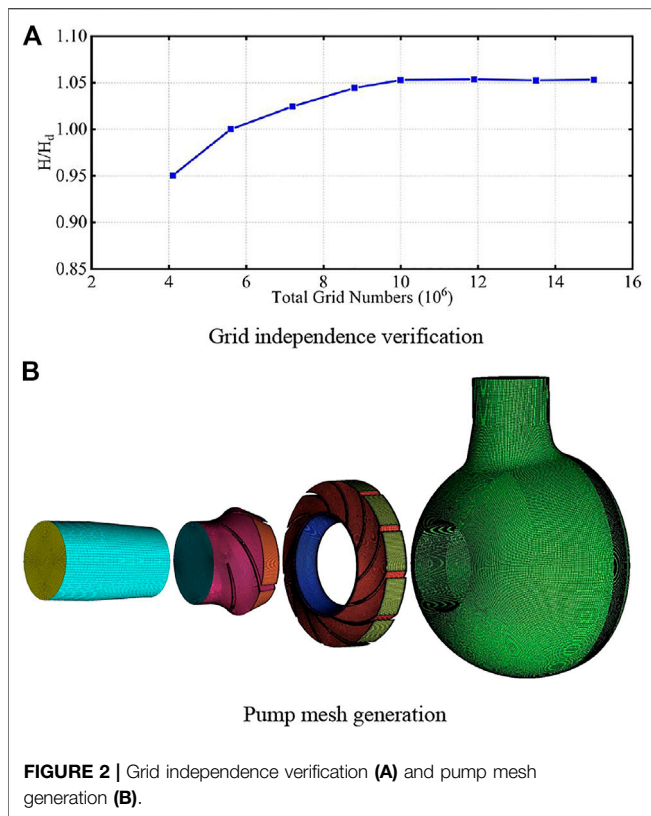 A
1.10
1.05
1.00
0.95
0.90
0.85
H/H_d
2 4 6 8 10 12 14 16
Total Grid Numbers (10^6)
Grid independence verification
B
Pump mesh generation
FIGURE 2 | Grid independence verification (A) and pump mesh
generation (B).